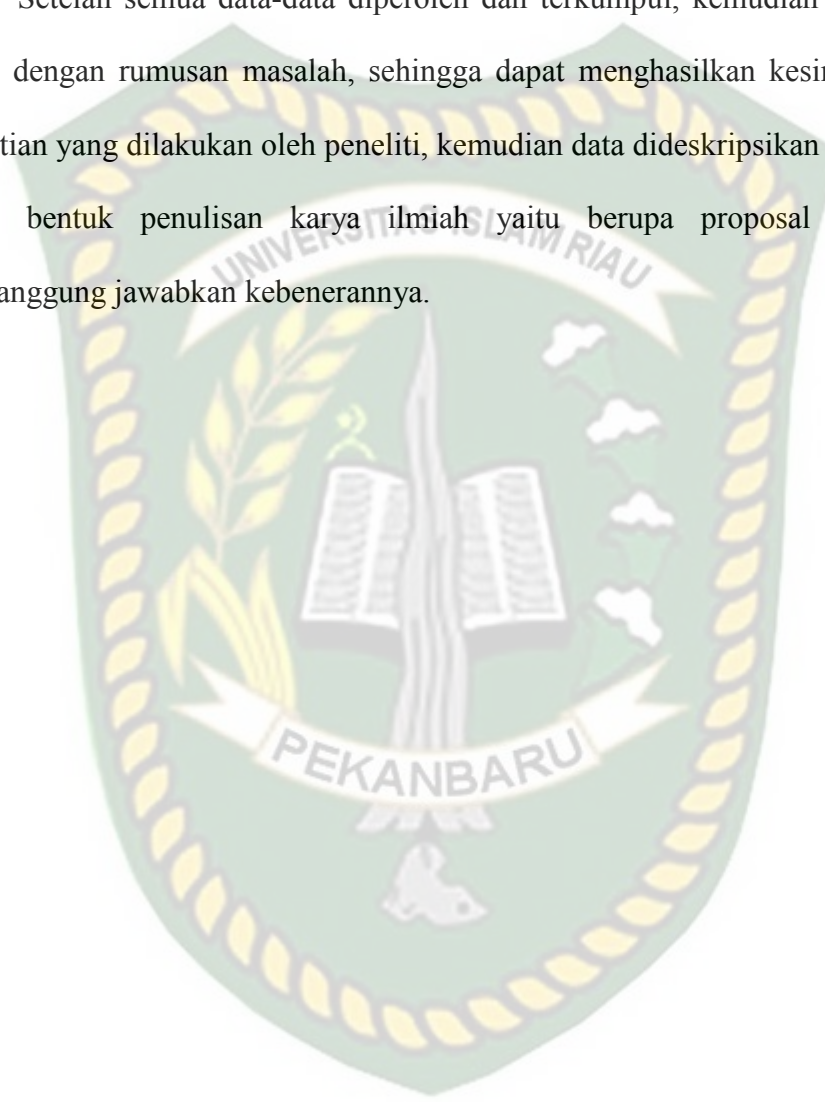 Setelah semua data-data diperoleh dan terkumpul, kemudian
dengan rumusan masalah, sehingga dapat menghasilkan kesim
tian yang dilakukan oleh peneliti, kemudian data dideskripsikan
bentuk penulisan karya ilmiah yaitu berupa proposal
anggung jawabkan kebenerannya.
UNIVERSITAS ISLAM RIAU
PEKANBARU